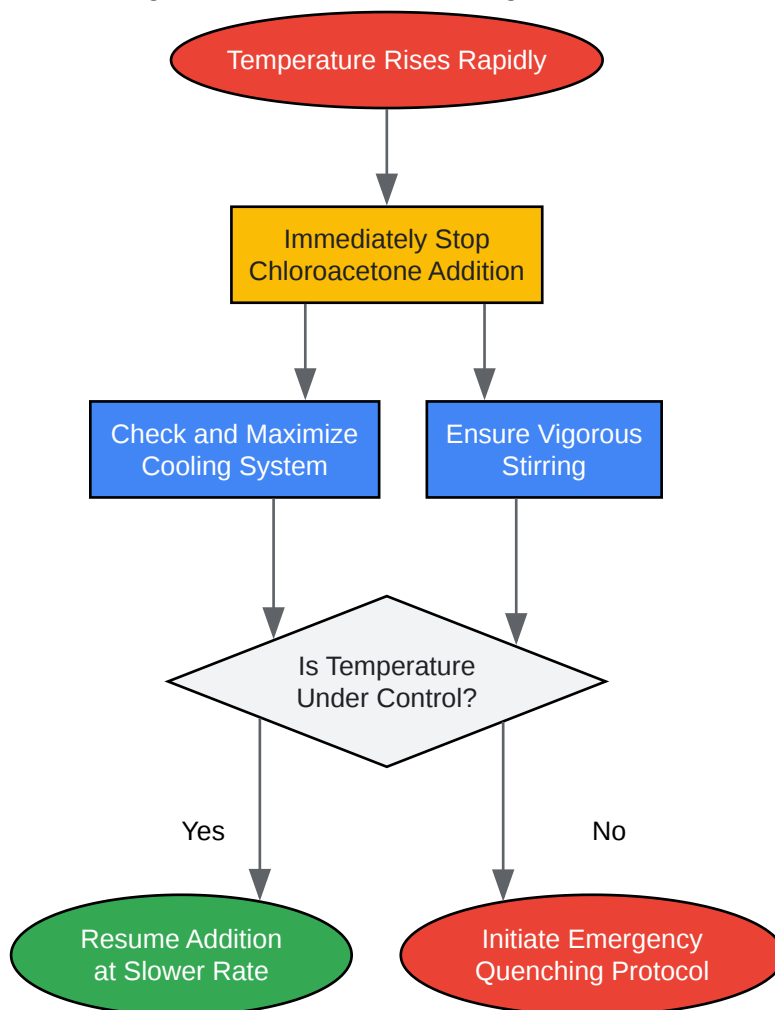 Temperature Rises Rapidly
Immediately Stop
Chloroacetone Addition
Check and Maximize
Cooling System
Ensure Vigorous
Stirring
Is Temperature
Under Control?
Yes
No
Resume Addition
at Slower Rate
Initiate Emergency
Quenching Protocol